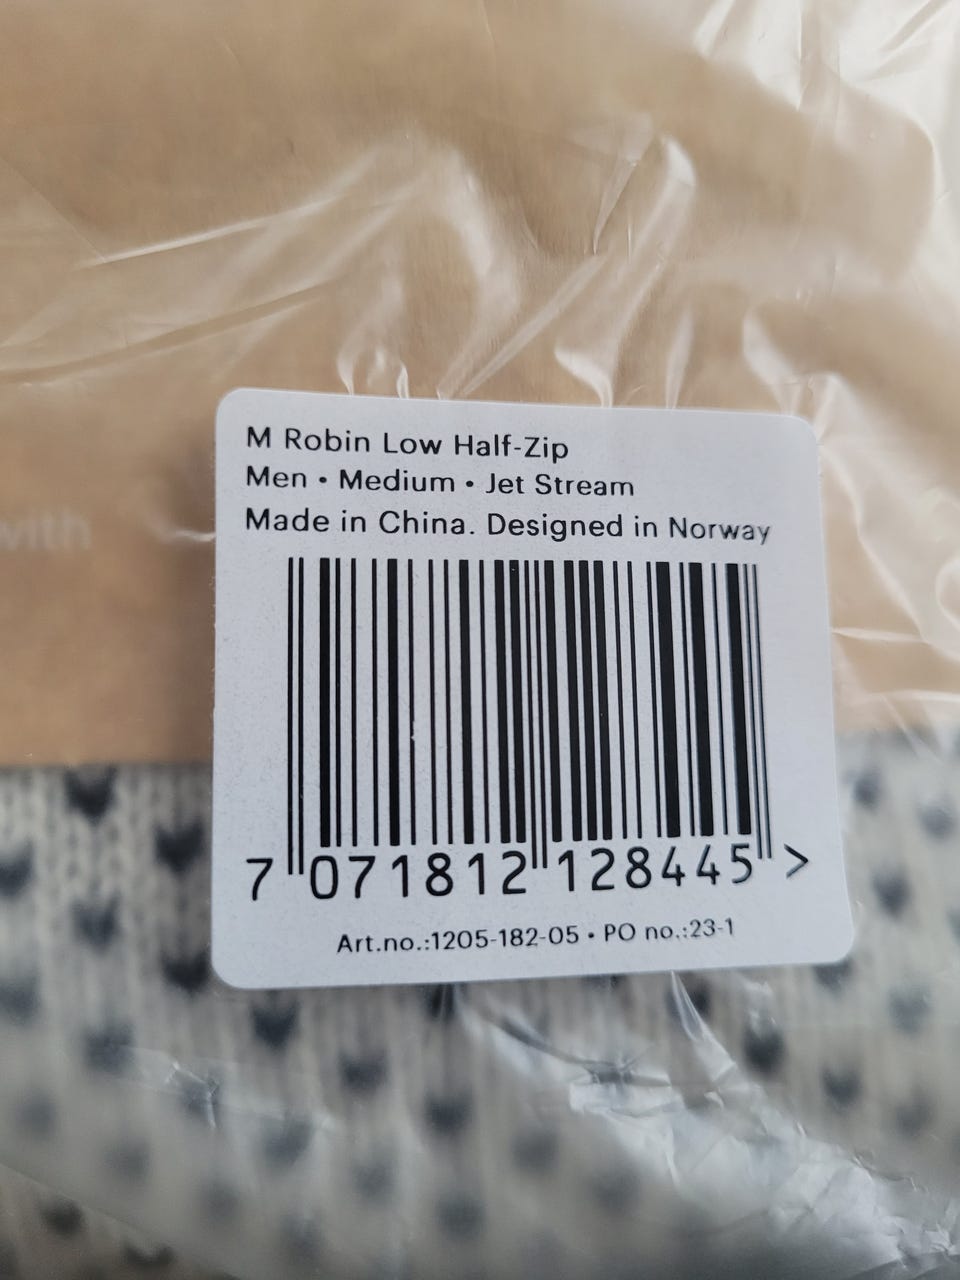 M Robin Low Half-Zip
Men • Medium • Jet Stream
Made in China. Designed in Norway
7 071812 128445 >
Art.no.:1205-182-05 • PO no.:23-1
with